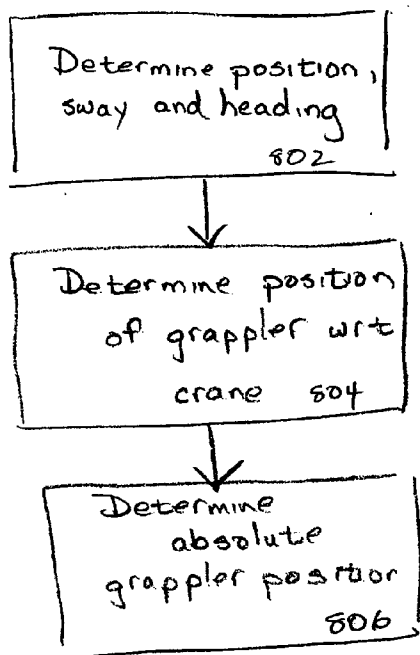 Determine position,
sway and heading
802
Determine position
of grappler wrt
crane 804
Determine
absolute
grappler position
806